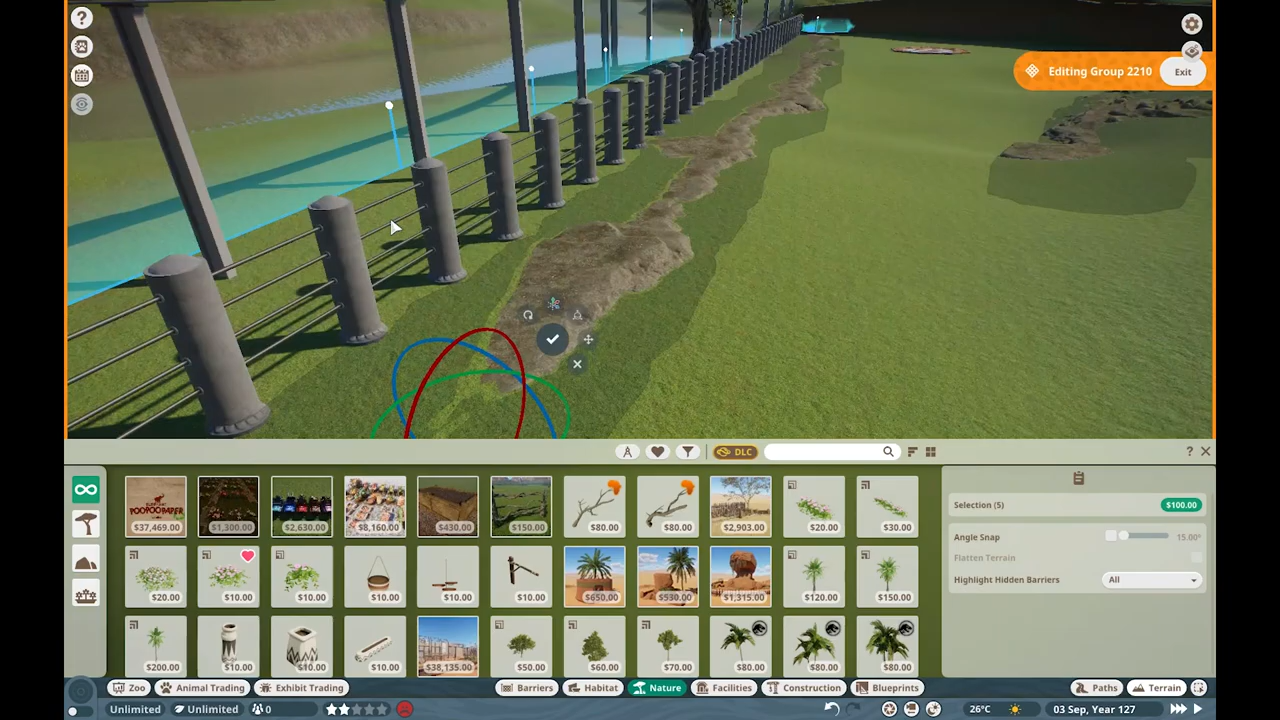 ?
Editing Group 2210 Exit
DLC
? 
$37,469.00 $1,300.00 $2,630.00 $8,160.00 $430.00 $150.00 $80.00 $80.00 $2,903.00 $20.00 $30.00
$20.00 $10.00 $10.00 $10.00 $10.00 $10.00 $650.00 $530.00 $1,315.00 $120.00 $150.00
$200.00 $10.00 $10.00 $10.00 $38,135.00 $50.00 $60.00 $70.00 $80.00 $80.00 $80.00
Selection (5) $100.00
Angle Snap 15.00°
Flatten Terrain
Highlight Hidden Barriers All
Zoo Animal Trading Exhibit Trading Barriers Habitat Nature Facilities Construction Blueprints Paths Terrain
Unlimited Unlimited 0 26°C 03 Sep, Year 127